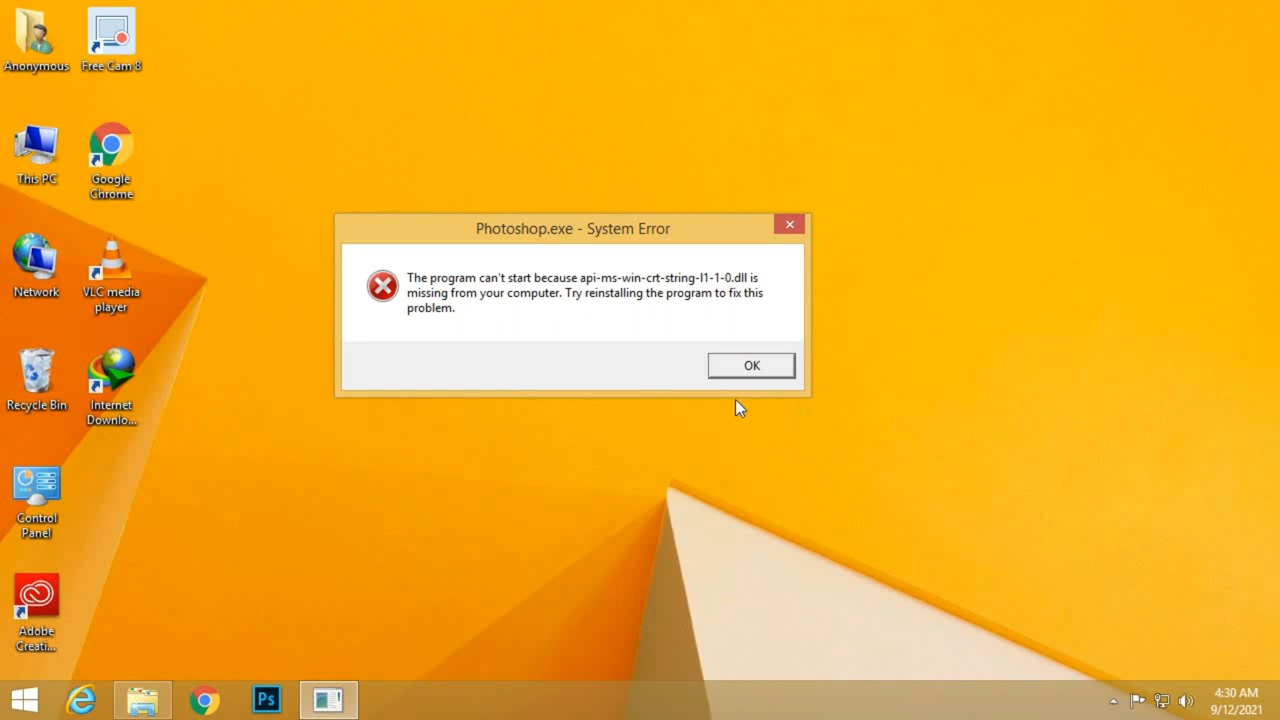 Anonymous
Free Cam 8
This PC
Google
Chrome
Network
VLC media
player
Recycle Bin
Internet
Downlo...
Control
Panel
Adobe
Creati...
Photoshop.exe - System Error
The program can't start because api-ms-win-crt-string-l1-1-0.dll is
missing from your computer. Try reinstalling the program to fix this
problem.
OK
Ps
4:30 AM
9/12/2021